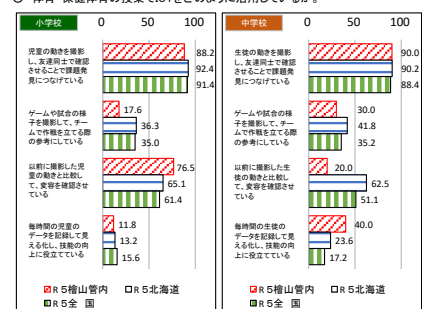 ○ 体育・保健体育の授業でICTをどのように活用しているか。
小学校
0 50 100
児童の動きを撮影
し、友達同士で確認
させることで課題発
見につなげている
88.2
92.4
91.4
ゲームや試合の様
子を撮影して、チー
ムで作戦を立てる際
の参考にしている
17.6
36.3
35.0
以前に撮影した児
童の動きと比較し
て、変容を確認させ
ている
76.5
65.1
61.4
毎時間の児童の
データを記録して見
える化し、技能の向
上に役立てている
11.8
13.2
15.6
R5檜山管内 R5北海道
R5全 国
中学校
0 50 100
生徒の動きを撮影
し、友達同士で確認
させることで課題発
見につなげている
90.0
90.2
88.4
ゲームや試合の様
子を撮影して、チー
ムで作戦を立てる際
の参考にしている
30.0
41.8
35.2
以前に撮影した生
徒の動きと比較し
て、変容を確認させ
ている
20.0
62.5
51.1
毎時間の生徒の
データを記録して見
える化し、技能の向
上に役立てている
40.0
23.6
17.2
R5檜山管内 R5北海道
R5全 国